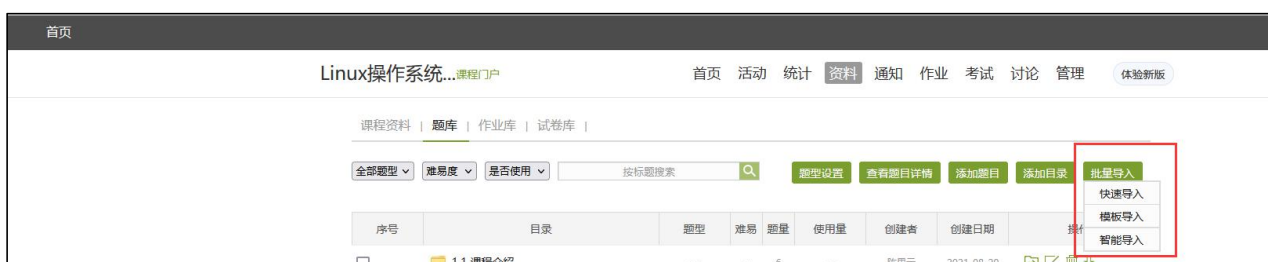 首页
Linux操作系统...课程门户 首页 活动 统计 资料 通知 作业 考试 讨论 管理 体验新版
课程资料 | 题库 | 作业库 | 试卷库 |
全部题型 难易度 是否使用 按标题搜索 题型设置 查看题目详情 添加题目 添加目录 批量导入
快速导入
模板导入
智能导入
序号 目录 题型 难易 题量 使用量 创建者 创建日期
1.1 课程介绍